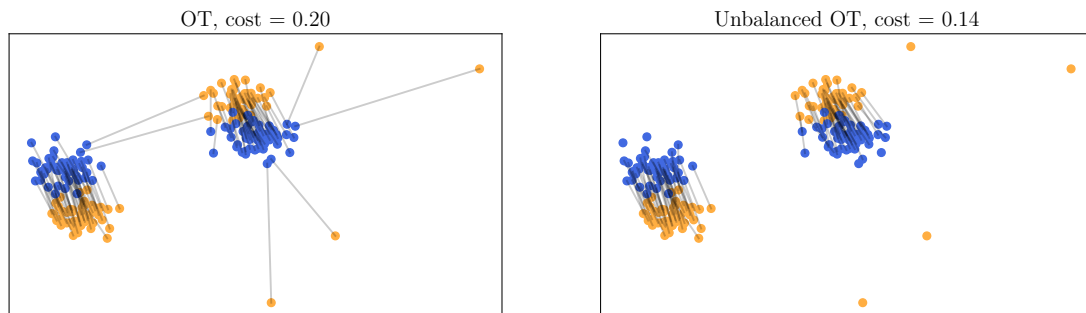 OT, cost = 0.20
Unbalanced OT, cost = 0.14